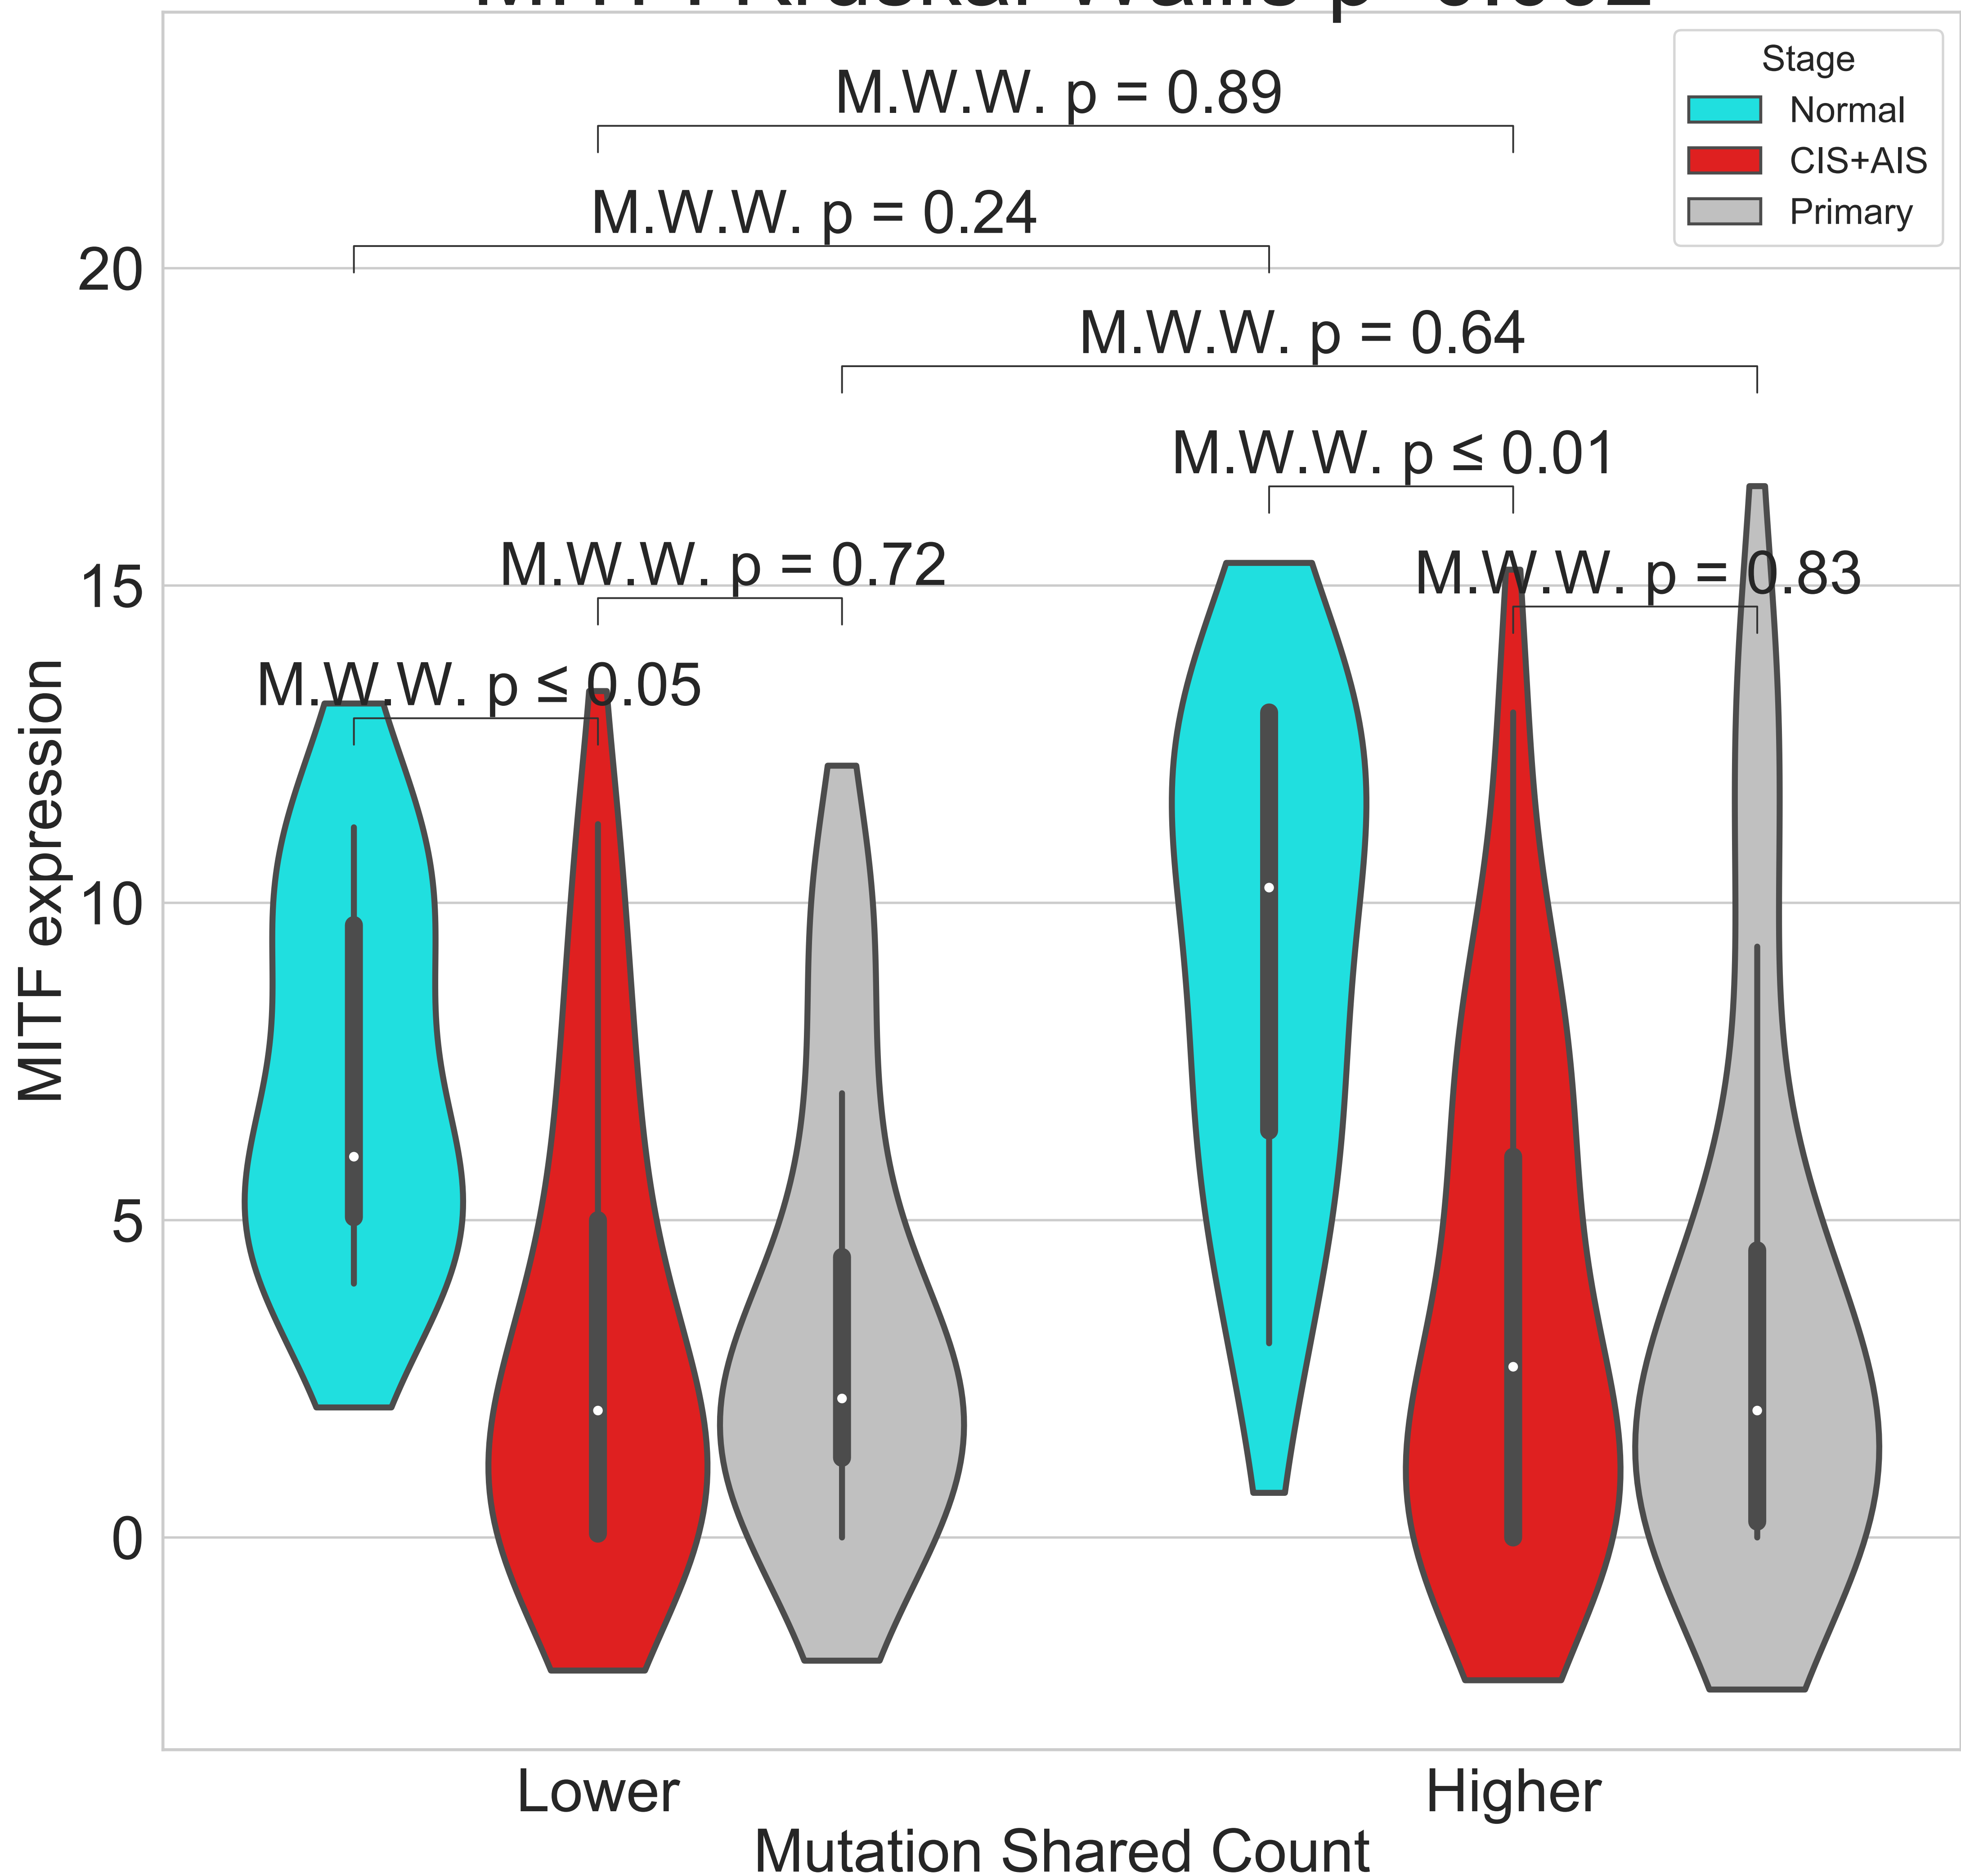 Stage
Normal
CIS+AIS
Primary
M.W.W. p = 0.89
M.W.W. p = 0.24
M.W.W. p = 0.64
M.W.W. p ≤ 0.01
M.W.W. p = 0.72
M.W.W. p = 0.83
M.W.W. p ≤ 0.05
20
15
10
5
0
MITF expression
Lower
Higher
Mutation Shared Count